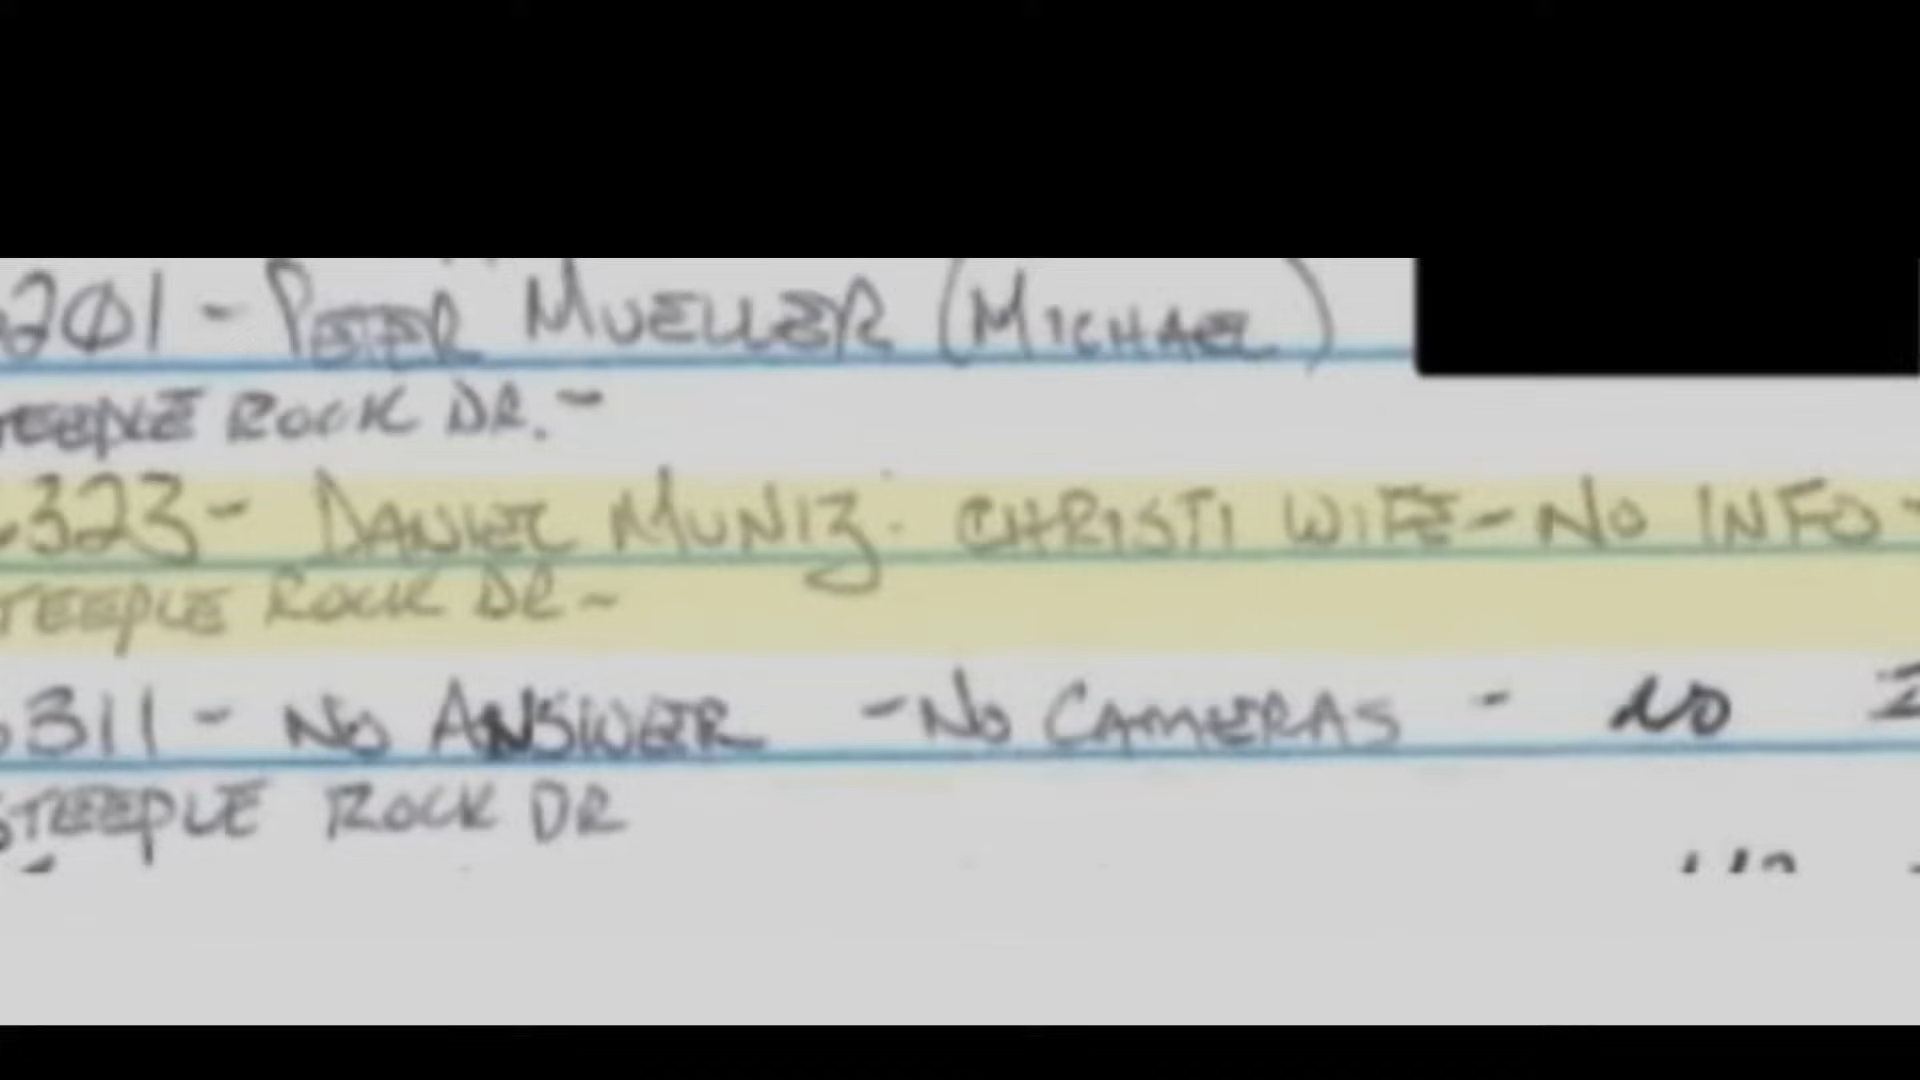 201 - PETER MUELLER (MICHAEL)
STEEPLE ROCK DR. -
323 - DANIEL MUNIZ. CHRISTI WIFE - NO INFO -
STEEPLE ROCK DR -
6311 - NO ANSWER - NO CAMERAS - NO
STEEPLE ROCK DR